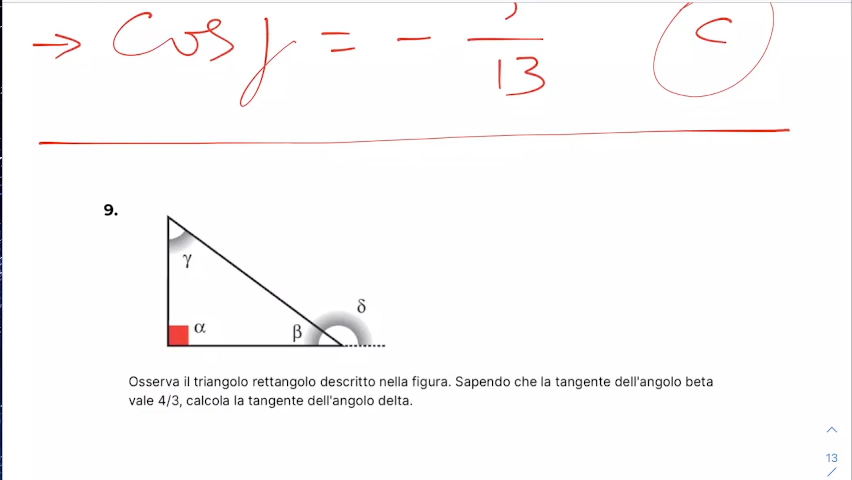 → cos γ = - /13 C
9.
γ
δ
α
β
Osserva il triangolo rettangolo descritto nella figura. Sapendo che la tangente dell'angolo beta
vale 4/3, calcola la tangente dell'angolo delta.
13